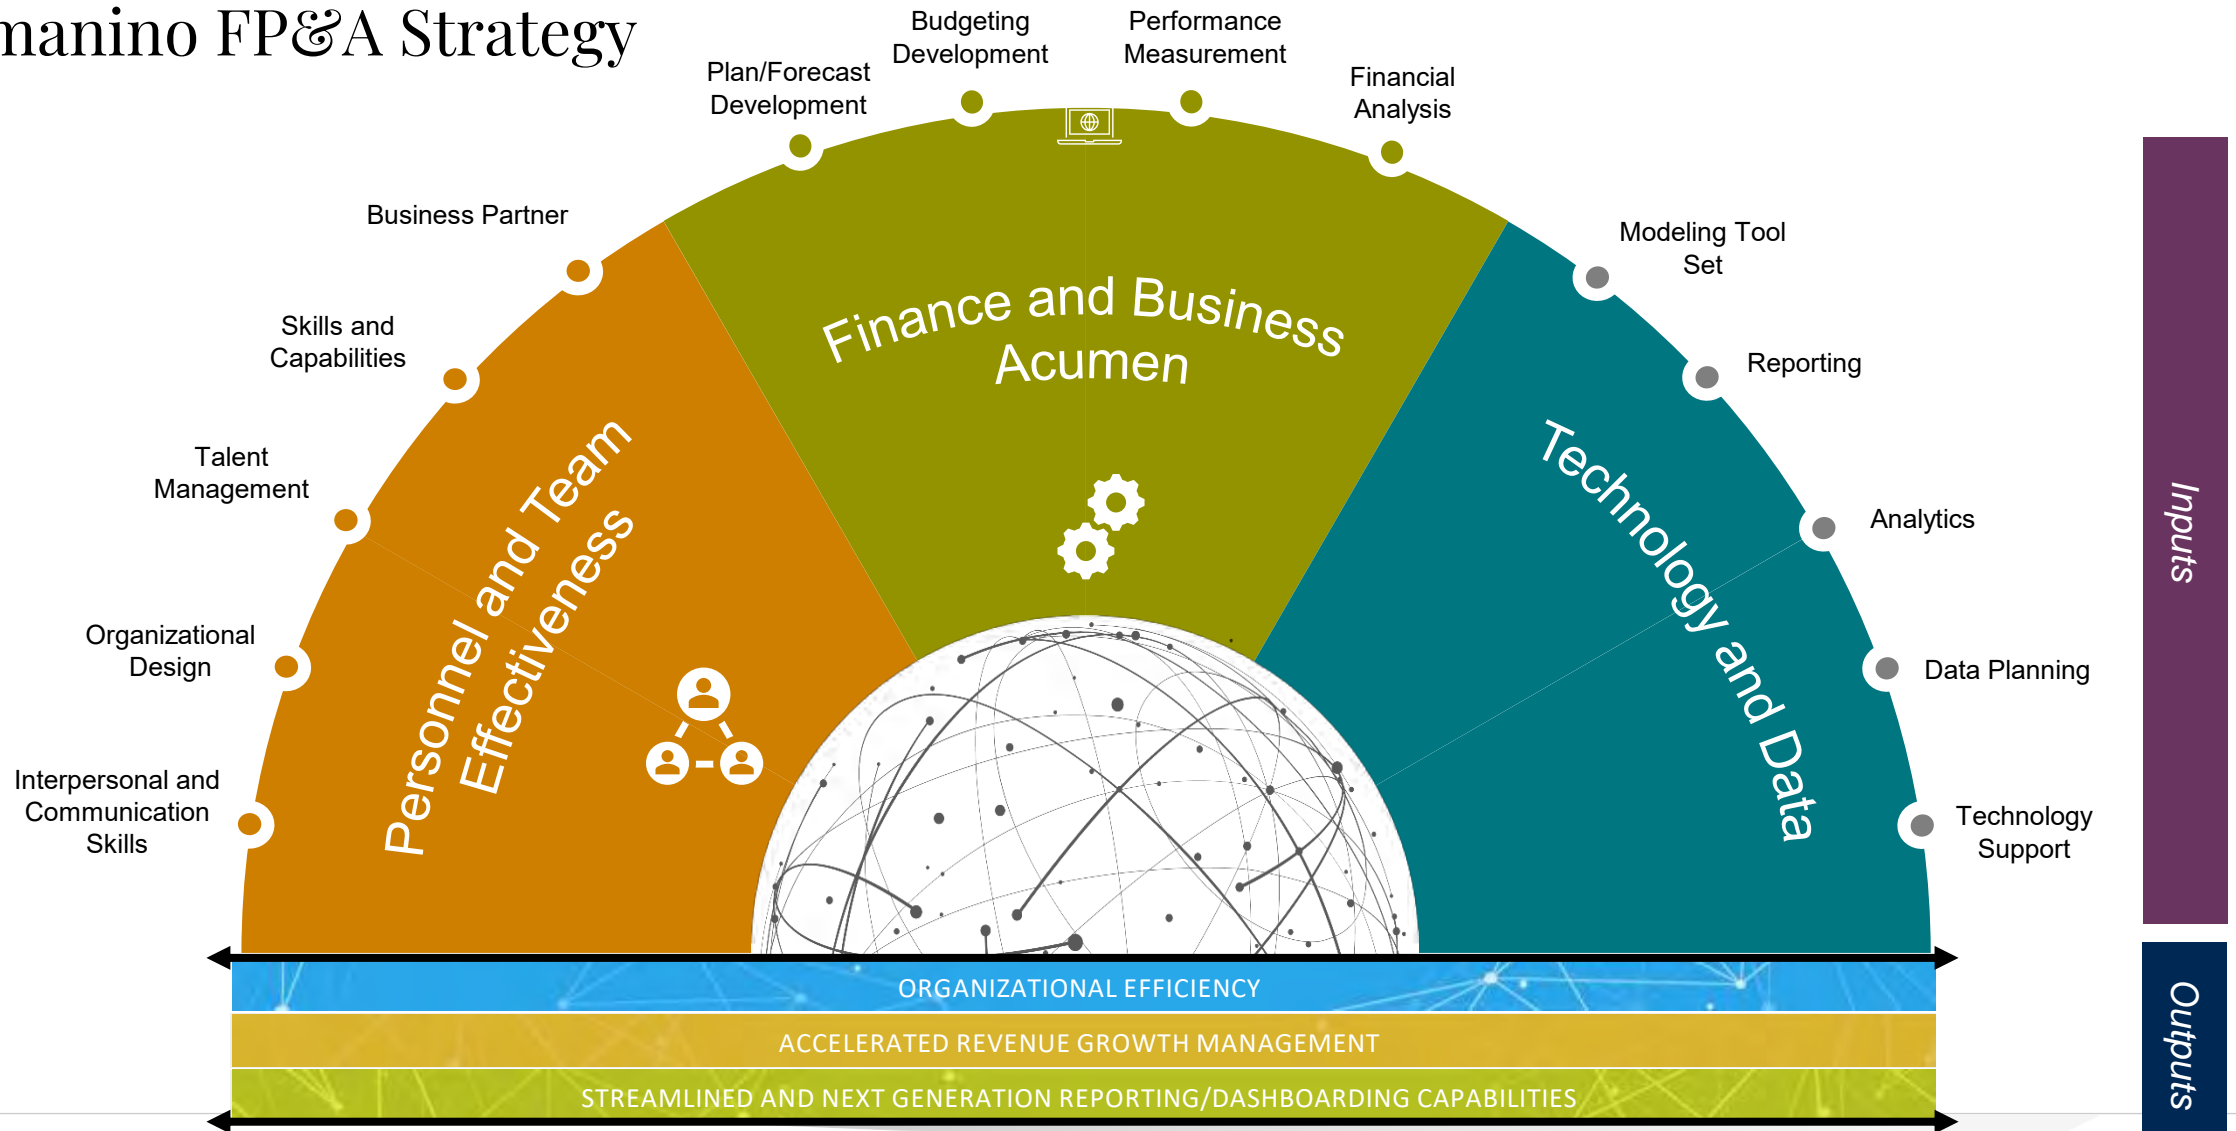 manino FP&A Strategy
Budgeting
Development
Performance
Measurement
Plan/Forecast
Development
Financial
Analysis
Business Partner
Modeling Tool
Set
Skills and
Capabilities
Reporting
Talent
Management
Analytics
Organizational
Design
Data Planning
Interpersonal and
Communication
Skills
Technology
Support
Personnel and Team
Effectiveness
Finance and Business
Acumen
Technology and Data
Inputs
ORGANIZATIONAL EFFICIENCY
ACCELERATED REVENUE GROWTH MANAGEMENT
STREAMLINED AND NEXT GENERATION REPORTING/DASHBOARDING CAPABILITIES
Outputs